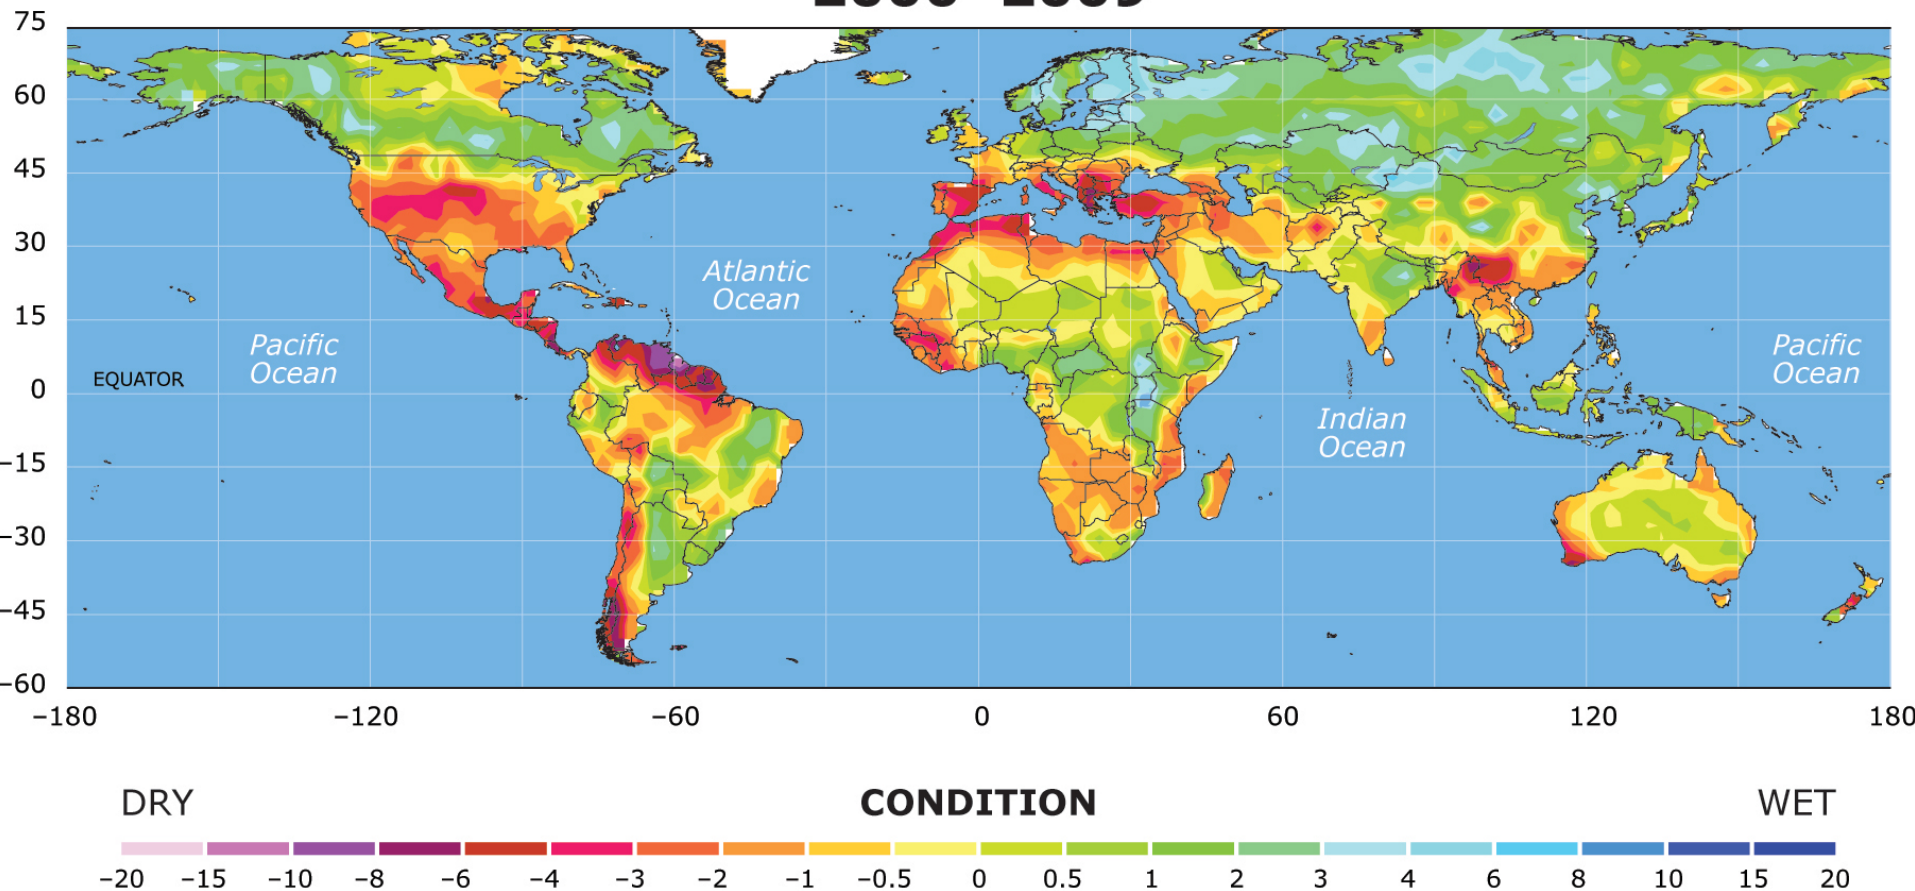 75
60
45
30
15
0
–15
–30
–45
–60
Atlantic
Ocean
Pacific
Ocean
EQUATOR
Indian
Ocean
Pacific
Ocean
–180 –120 –60 0 60 120 180
DRY CONDITION WET
–20 –15 –10 –8 –6 –4 –3 –2 –1 –0.5 0 0.5 1 2 3 4 6 8 10 15 20